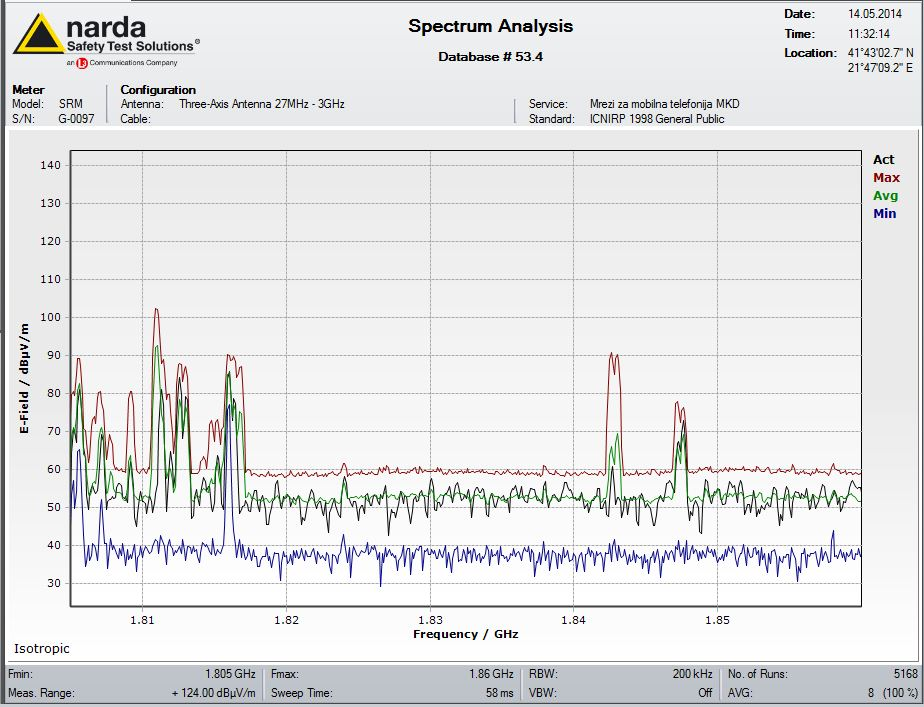 narda
Safety Test Solutions®
an L3 Communications Company
Spectrum Analysis
Database # 53.4
Date: 14.05.2014
Time: 11:32:14
Location: 41°43'02.7" N
21°47'09.2" E
Meter
Model: SRM
S/N: G-0097
Configuration
Antenna: Three-Axis Antenna 27MHz - 3GHz
Cable:
Service: Mrezi za mobilna telefonija MKD
Standard: ICNIRP 1998 General Public
Act
Max
Avg
Min
E-Field / dBµV/m
140
130
120
110
100
90
80
70
60
50
40
30
1.81 1.82 1.83 1.84 1.85
Frequency / GHz
Isotropic
Fmin: 1.805 GHz Fmax: 1.86 GHz RBW: 200 kHz No. of Runs: 5168
Meas. Range: + 124.00 dBµV/m Sweep Time: 58 ms VBW: Off AVG: 8 (100 %)